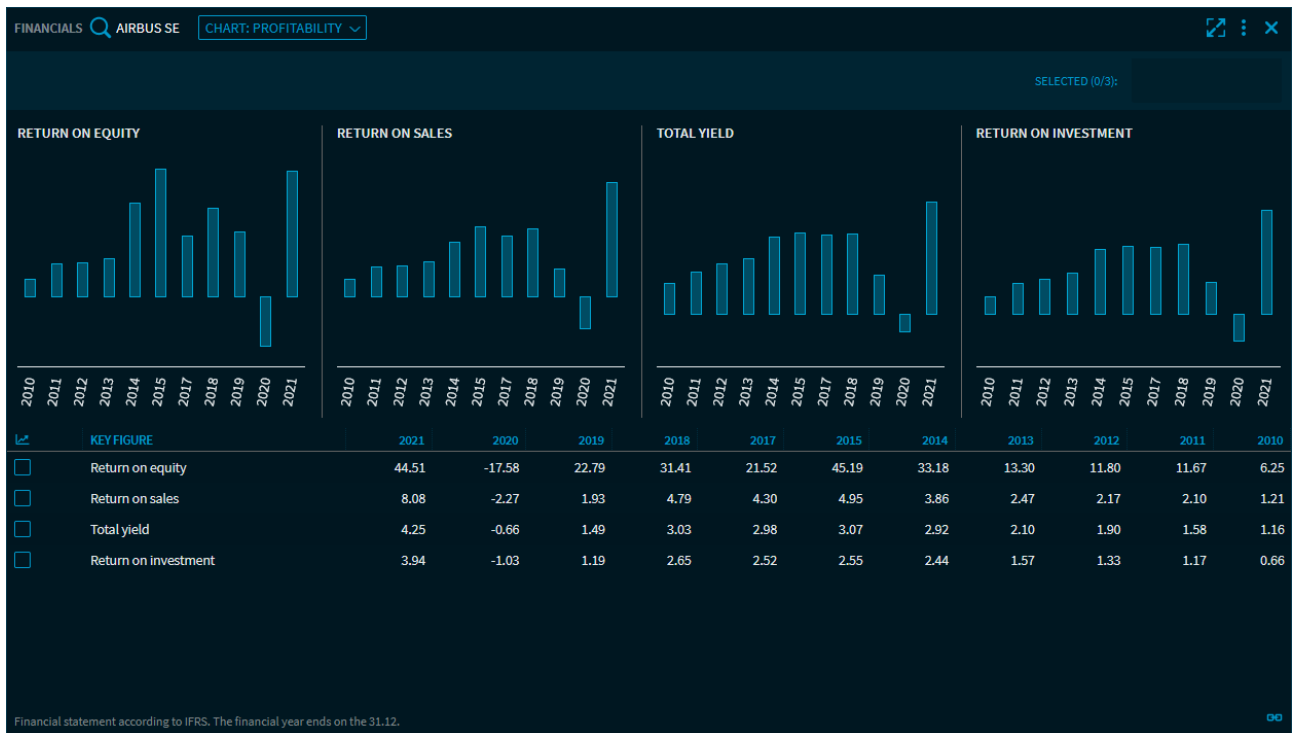 FINANCIALS AIRBUS SE CHART: PROFITABILITY
SELECTED (0/3):
RETURN ON EQUITY RETURN ON SALES TOTAL YIELD RETURN ON INVESTMENT
2010 2011 2012 2013 2014 2015 2017 2018 2019 2020 2021 2010 2011 2012 2013 2014 2015 2017 2018 2019 2020 2021 2010 2011 2012 2013 2014 2015 2017 2018 2019 2020 2021 2010 2011 2012 2013 2014 2015 2017 2018 2019 2020 2021
KEY FIGURE 2021 2020 2019 2018 2017 2015 2014 2013 2012 2011 2010
Return on equity 44.51 -17.58 22.79 31.41 21.52 45.19 33.18 13.30 11.80 11.67 6.25
Return on sales 8.08 -2.27 1.93 4.79 4.30 4.95 3.86 2.47 2.17 2.10 1.21
Total yield 4.25 -0.66 1.49 3.03 2.98 3.07 2.92 2.10 1.90 1.58 1.16
Return on investment 3.94 -1.03 1.19 2.65 2.52 2.55 2.44 1.57 1.33 1.17 0.66
Financial statement according to IFRS. The financial year ends on the 31.12.